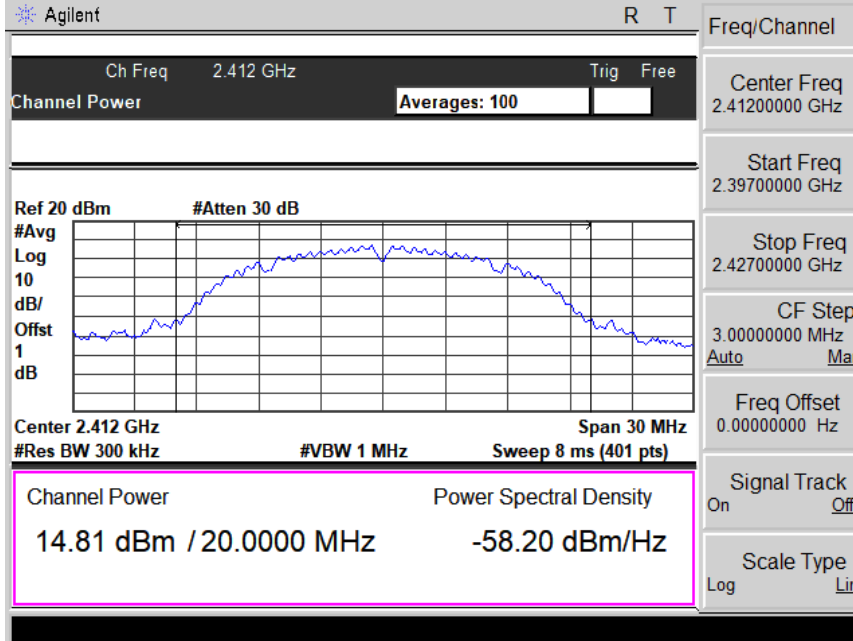 Agilent
R T
Ch Freq 2.412 GHz Trig Free
Channel Power Averages: 100
Ref 20 dBm #Atten 30 dB
#Avg
Log
10
dB/
Offst
1
dB
Center 2.412 GHz Span 30 MHz
#Res BW 300 kHz #VBW 1 MHz Sweep 8 ms (401 pts)
Channel Power Power Spectral Density
14.81 dBm / 20.0000 MHz -58.20 dBm/Hz
Freq/Channel
Center Freq
2.41200000 GHz
Start Freq
2.39700000 GHz
Stop Freq
2.42700000 GHz
CF Step
3.00000000 MHz
Auto Ma
Freq Offset
0.00000000 Hz
Signal Track
On Off
Scale Type
Log Lin